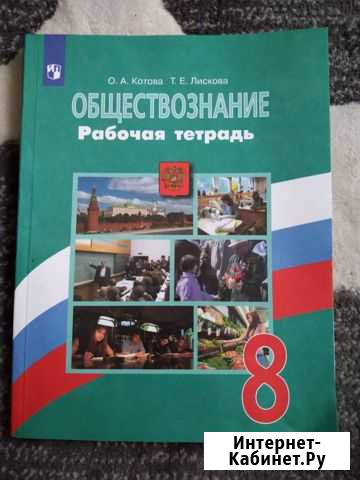 О. А. Котова Т. Е. Лискова
ОБЩЕСТВОЗНАНИЕ
Рабочая тетрадь
8
Интернет-
Кабинет.Ру